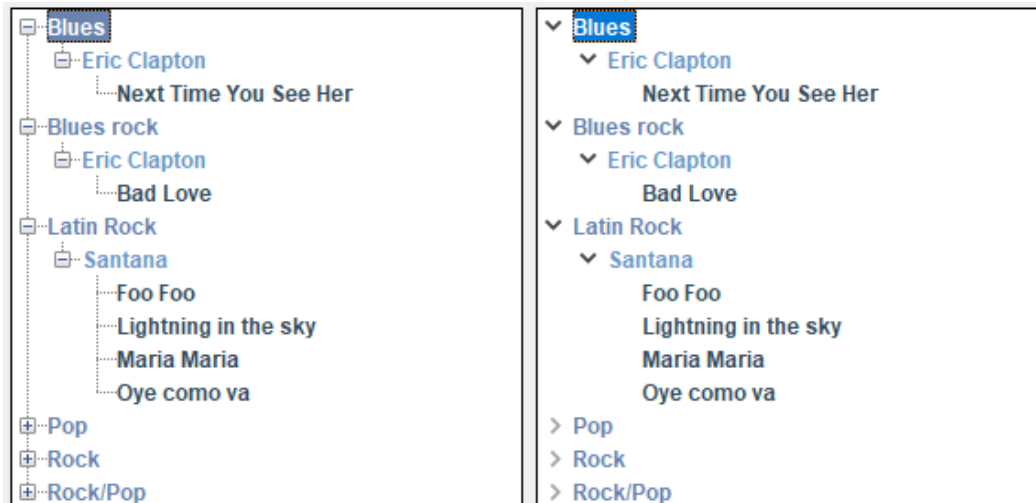 Blues
Eric Clapton
Next Time You See Her
Blues rock
Eric Clapton
Bad Love
Latin Rock
Santana
Foo Foo
Lightning in the sky
Maria Maria
Oye como va
Pop
Rock
Rock/Pop
Blues
Eric Clapton
Next Time You See Her
Blues rock
Eric Clapton
Bad Love
Latin Rock
Santana
Foo Foo
Lightning in the sky
Maria Maria
Oye como va
Pop
Rock
Rock/Pop